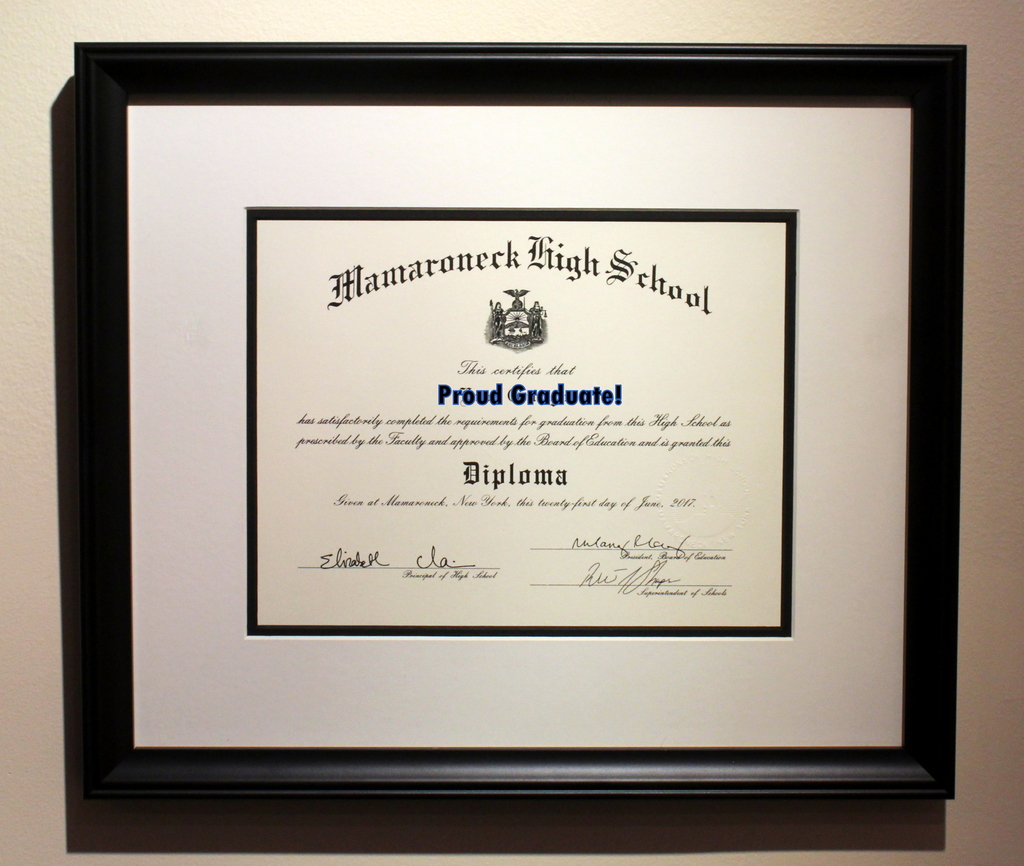 Mamaroneck High School
This certifies that
Proud Graduate!
has satisfactorily completed the requirements for graduation from this High School as
prescribed by the Faculty and approved by the Board of Education and is granted this
Diploma
Given at Mamaroneck, New York, this twenty-first day of June, 2017.
Elizabeth Cla
Principal of High School
President, Board of Education
Superintendent of Schools